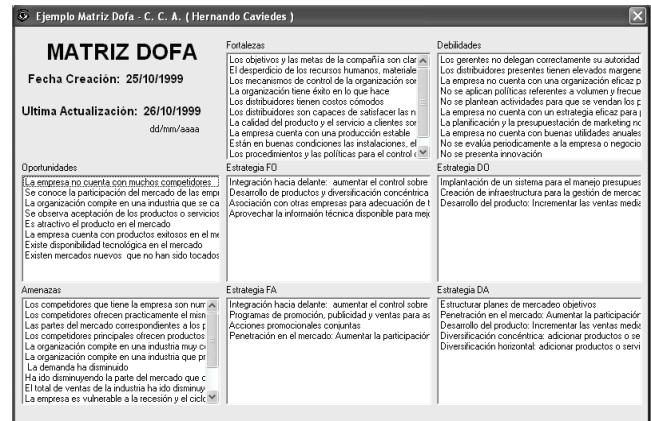 Ejemplo Matriz Dofa - C. C. A. ( Hernando Caviedes )
MATRIZ DOFA
Fecha Creación: 25/10/1999
Ultima Actualización: 26/10/1999
dd/mm/aaaa
Fortalezas
Los objetivos y las metas de la compañía son clar
El desperdicio de los recursos humanos, materiale
Los mecanismos de control de la organización sor
La organización tiene éxito en lo que hace
Los distribuidores tienen costos cómodos
Los distribuidores son capaces de satisfacer las n
La calidad del producto y el servicio a clientes sor
La empresa cuenta con una producción estable
Están en buenas condiciones las instalaciones, el
Los procedimientos y las políticas para el control
Debilidades
Los gerentes no delegan correctamente su autoridad
Los distribuidores presentes tienen elevados margene
La empresa no cuenta con una organización eficaz p
No se aplican políticas referentes a volumen y frecue
No se plantean actividades para que se vendan los p
La empresa no cuenta con un estrategia eficaz para
La planificación y la presupuestación de marketing no
La empresa no cuenta con buenas utilidades anuales
No se evalúa periodicamente a la empresa o negocio
No se presenta innovación
Oportunidades
La empresa no cuenta con muchos competidores
Se conoce la participación del mercado de las empr
La organización compite en una industria que se ca
Se observa aceptación de los productos o servicios
Es atractivo el producto en el mercado
La empresa cuenta con productos exitosos en el me
Existe disponibilidad tecnológica en el mercado
Existen mercados nuevos que no han sido tocados
Estrategia FO
Integración hacia delante: aumentar el control sobre
Desarrollo de productos y diversificación concéntrica
Asociación con otras empresas para adecuación de t
Aprovechar la informaión técnica disponible para mejo
Estrategia DO
Implantación de un sistema para el manejo presupues
Creación de infraestructura para la gestión de mercac
Desarrollo del producto: Incrementar las ventas media
Amenazas
Los competidores que tiene la empresa son num
Los competidores ofrecen practicamente el misn
Las partes del mercado correspondientes a los p
Los competidores principales ofrecen productos
La organización compite en una industria muy c
La organización compite en una industria que pr
La demanda ha disminuido
Ha ido disminuyendo la parte del mercado que c
El total de ventas de la industria ha ido disminuy
La empresa es vulnerable a la recesión y el ciclc
Estrategia FA
Integración hacia delante: aumentar el control sobre
Programas de promoción, publicidad y ventas para as
Acciones promocionales conjuntas
Penetración en el mercado: Aumentar la participación
Estrategia DA
Estructurar planes de mercadeo objetivos
Penetración en el mercado: Aumentar la participación
Desarollo del producto: Incrementar las ventas media
Diversificación concéntrica: adicionar productos o se
Diversificación horizontal: adicionar productos o servi